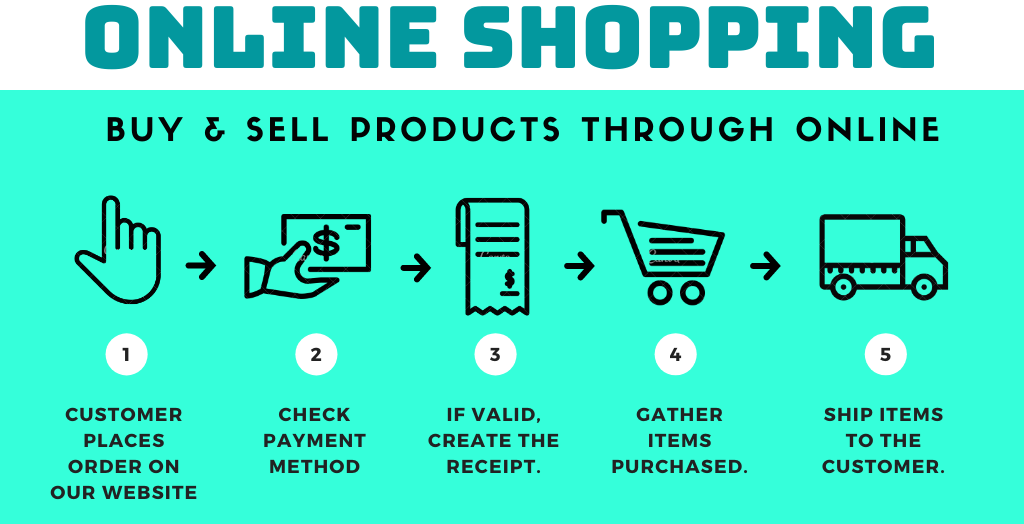 ONLINE SHOPPING
BUY & SELL PRODUCTS THROUGH ONLINE
$
$
1
2
3
4
5
CUSTOMER
PLACES
ORDER ON
OUR WEBSITE
CHECK
PAYMENT
METHOD
IF VALID,
CREATE THE
RECEIPT.
GATHER
ITEMS
PURCHASED.
SHIP ITEMS
TO THE
CUSTOMER.